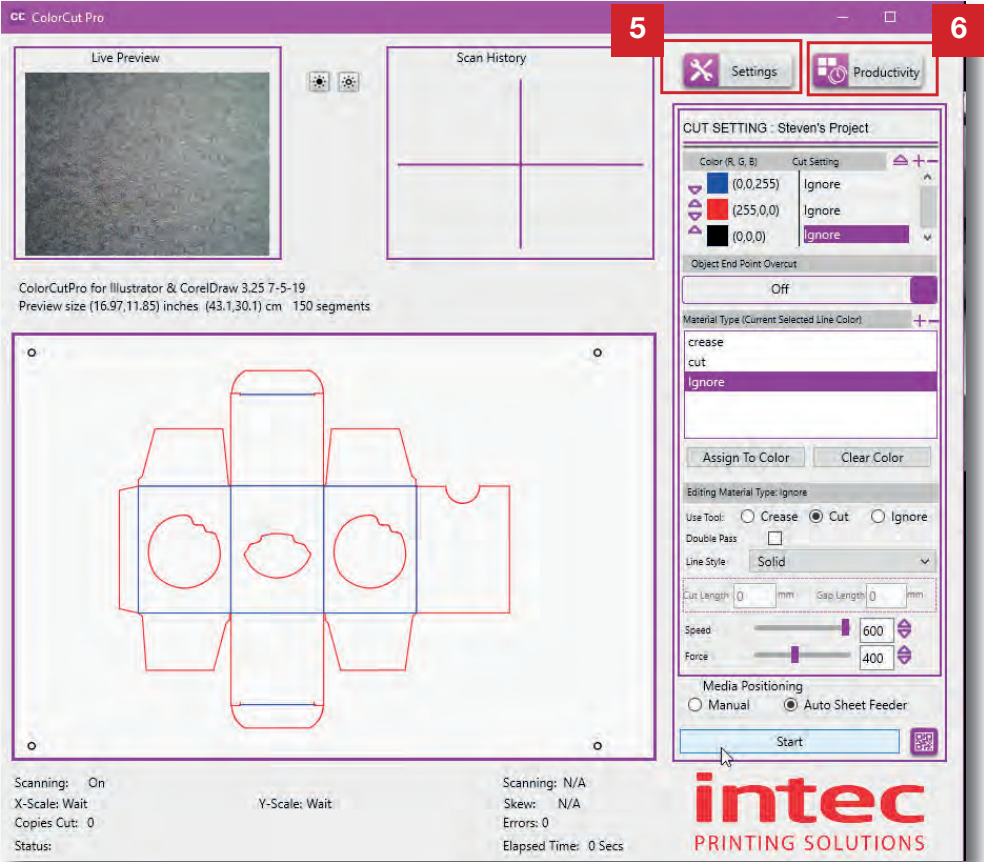 CC ColorCut Pro
5
6
Live Preview
Scan History
Settings
Productivity
CUT SETTING : Steven's Project
Color (R, G, B) Cut Setting
(0,0,255) Ignore
(255,0,0) Ignore
(0,0,0) Ignore
Object End Point Overcut
Off
Material Type (Current Selected Line Color)
crease
cut
Ignore
Assign To Color Clear Color
Editing Material Type: Ignore
Use Tool: Crease Cut Ignore
Double Pass
Line Style Solid
Cut Length 0 mm Gap Length 0 mm
Speed 600
Force 400
Media Positioning
Manual Auto Sheet Feeder
Start
ColorCutPro for Illustrator & CorelDraw 3.25 7-5-19
Preview size (16.97,11.85) inches (43.1,30.1) cm 150 segments
Scanning: On Scanning: N/A
X-Scale: Wait Y-Scale: Wait Skew: N/A
Copies Cut: 0 Errors: 0
Status: Elapsed Time: 0 Secs
intec
PRINTING SOLUTIONS